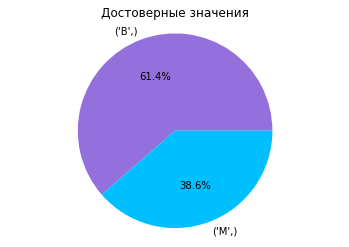 Достоверные значения
('B',)
61.4%
38.6%
('M',)